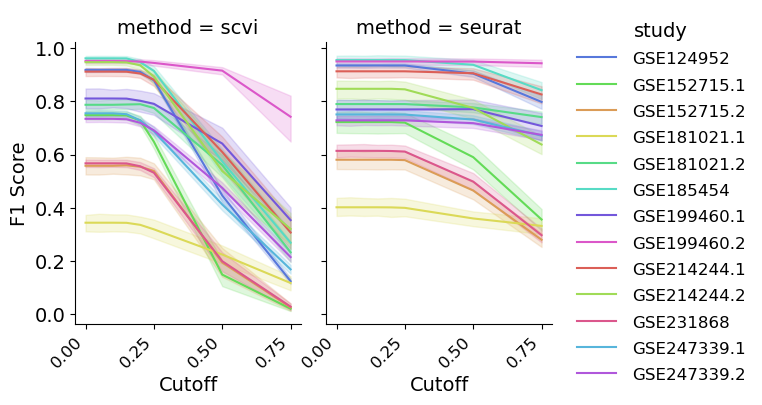 method = scvi
method = seurat
study
F1 Score
1.0
0.8
0.6
0.4
0.2
0.0
0.00
0.25
0.50
0.75
0.00
0.25
0.50
0.75
Cutoff
Cutoff
GSE124952
GSE152715.1
GSE152715.2
GSE181021.1
GSE181021.2
GSE185454
GSE199460.1
GSE199460.2
GSE214244.1
GSE214244.2
GSE231868
GSE247339.1
GSE247339.2